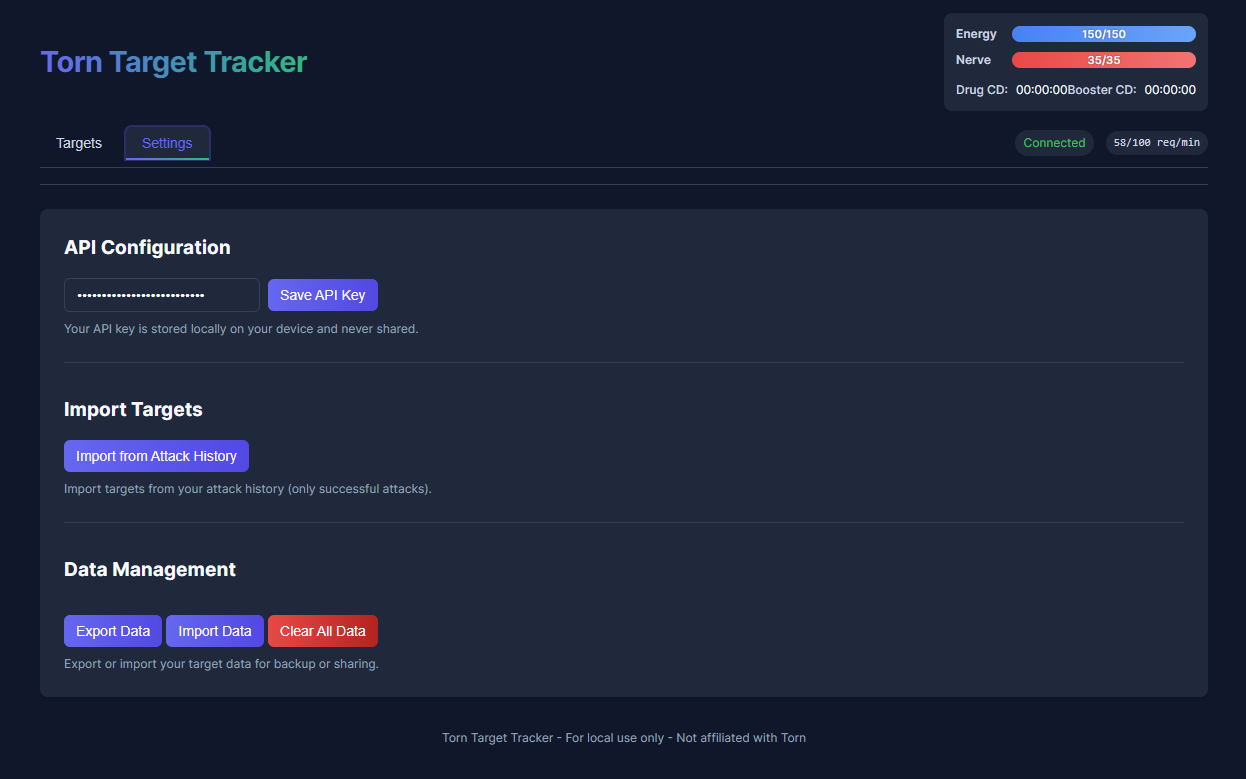 Torn Target Tracker
Energy 150/150
Nerve 35/35
Drug CD: 00:00:00Booster CD: 00:00:00
Targets Settings Connected 58/100 req/min
API Configuration
•••••••••••••••••••••••••• Save API Key
Your API key is stored locally on your device and never shared.
Import Targets
Import from Attack History
Import targets from your attack history (only successful attacks).
Data Management
Export Data Import Data Clear All Data
Export or import your target data for backup or sharing.
Torn Target Tracker - For local use only - Not affiliated with Torn